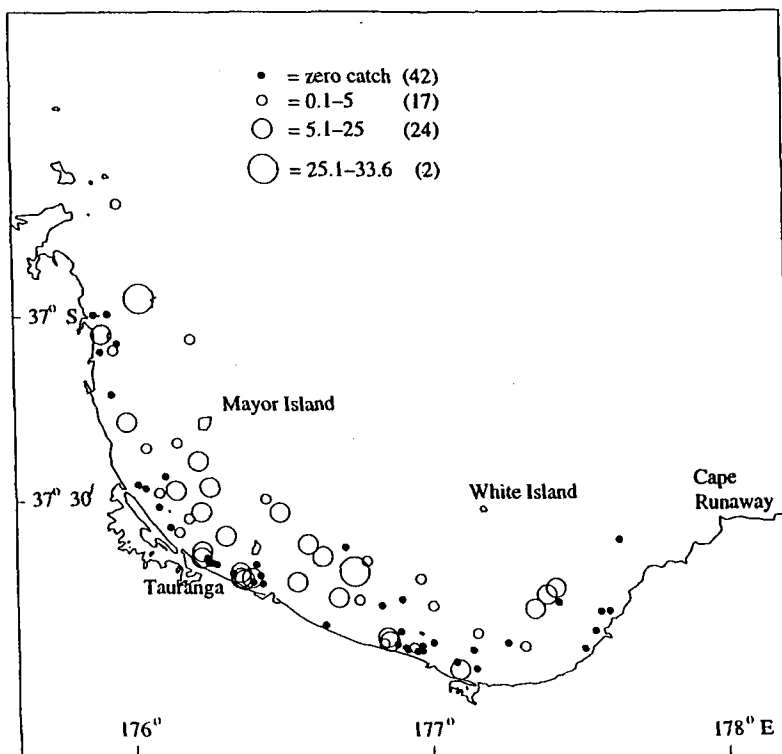 • = zero catch (42)
○ = 0.1–5 (17)
○ = 5.1–25 (24)
○ = 25.1–33.6 (2)
37° S
Mayor Island
37° 30'
White Island
Cape
Runaway
Tauranga
176° 177° 178° E